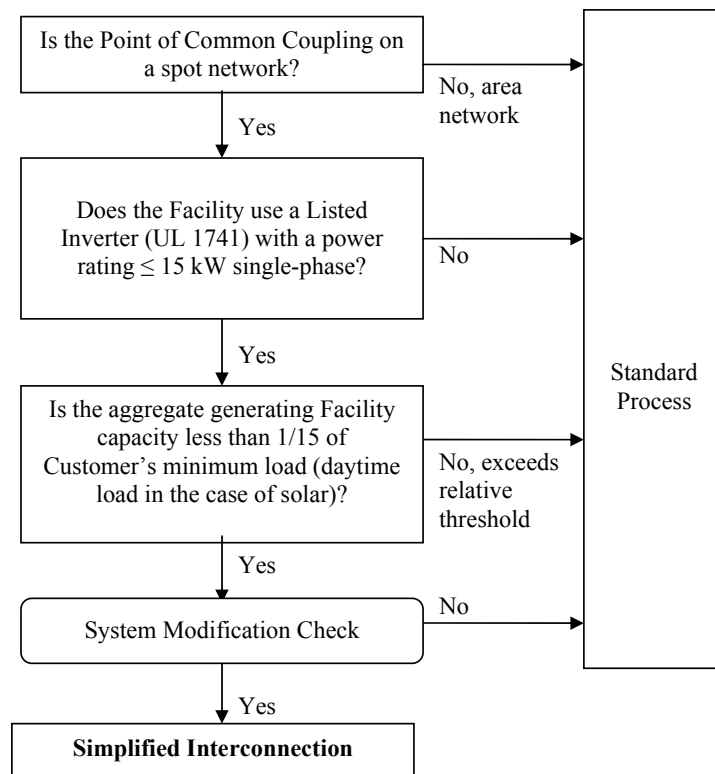 Is the Point of Common Coupling on
a spot network?
No, area
network
Yes
Does the Facility use a Listed
Inverter (UL 1741) with a power
rating ≤ 15 kW single-phase?
No
Yes
Is the aggregate generating Facility
capacity less than 1/15 of
Customer’s minimum load (daytime
load in the case of solar)?
No, exceeds
relative
threshold
Yes
System Modification Check
No
Yes
Simplified Interconnection
Standard
Process